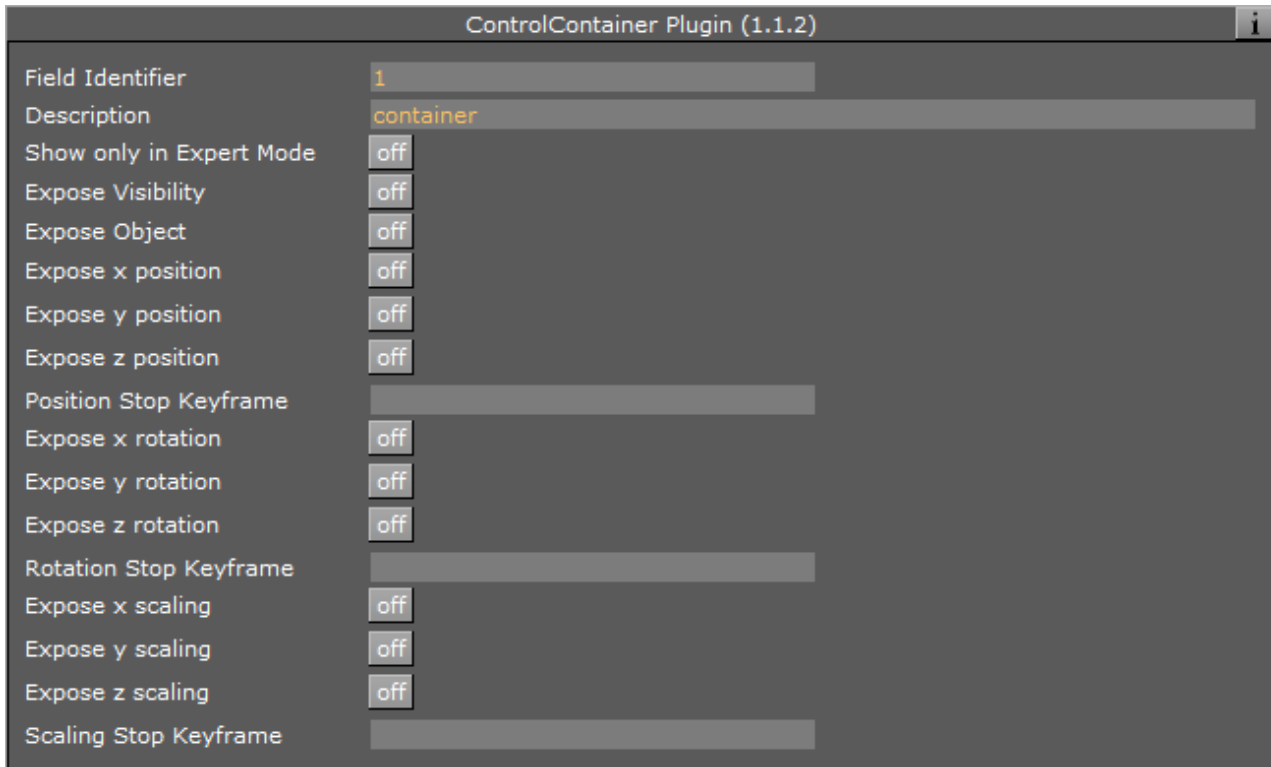 ControlContainer Plugin (1.1.2) i
Field Identifier 1
Description container
Show only in Expert Mode off
Expose Visibility off
Expose Object off
Expose x position off
Expose y position off
Expose z position off
Position Stop Keyframe
Expose x rotation off
Expose y rotation off
Expose z rotation off
Rotation Stop Keyframe
Expose x scaling off
Expose y scaling off
Expose z scaling off
Scaling Stop Keyframe